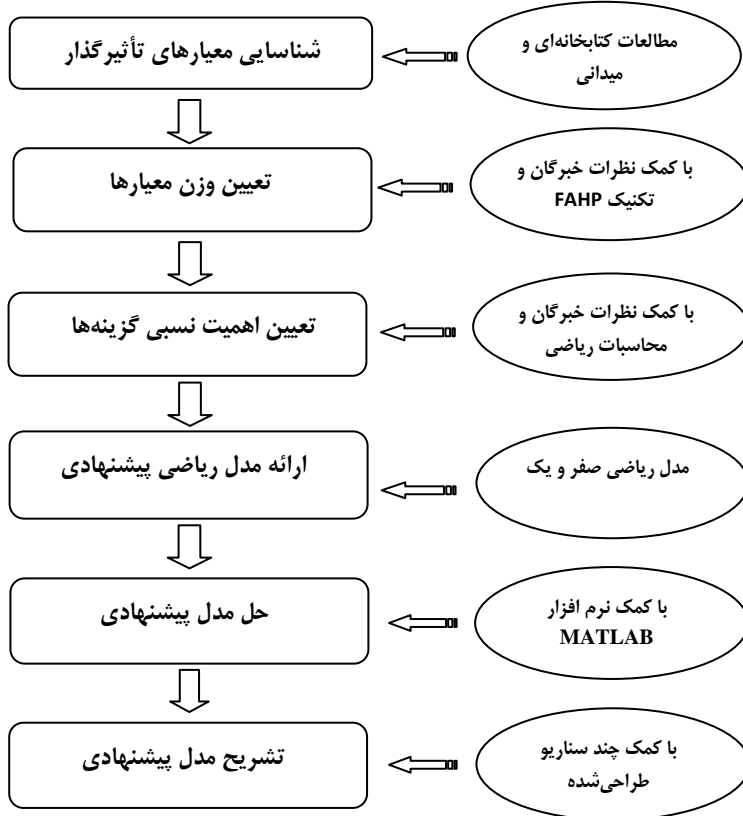 شناسایی معیارهای تأثیرگذار
مطالعات کتابخانه‌ای و
میدانی
تعیین وزن معیارها
با کمک نظرات خبرگان و
تکنیک FAHP
تعیین اهمیت نسبی گزینه‌ها
با کمک نظرات خبرگان و
محاسبات ریاضی
ارائه مدل ریاضی پیشنهادی
مدل ریاضی صفر و یک
حل مدل پیشنهادی
با کمک نرم افزار
MATLAB
تشریح مدل پیشنهادی
با کمک چند سناریو
طراحی‌شده